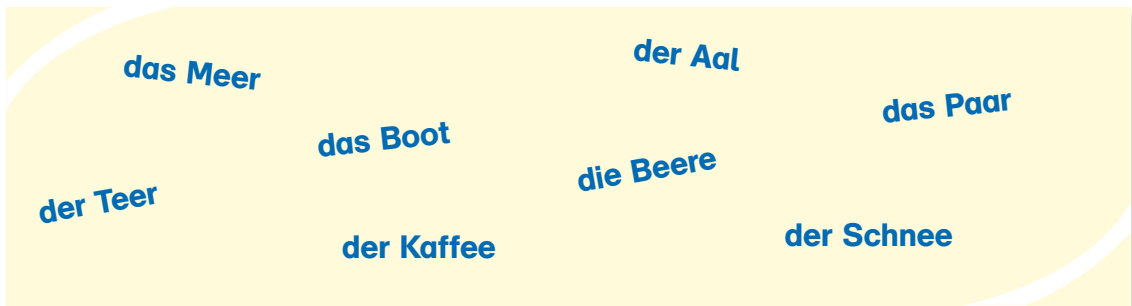 das Meer
der Aal
das Paar
das Boot
die Beere
der Teer
der Kaffee
der Schnee